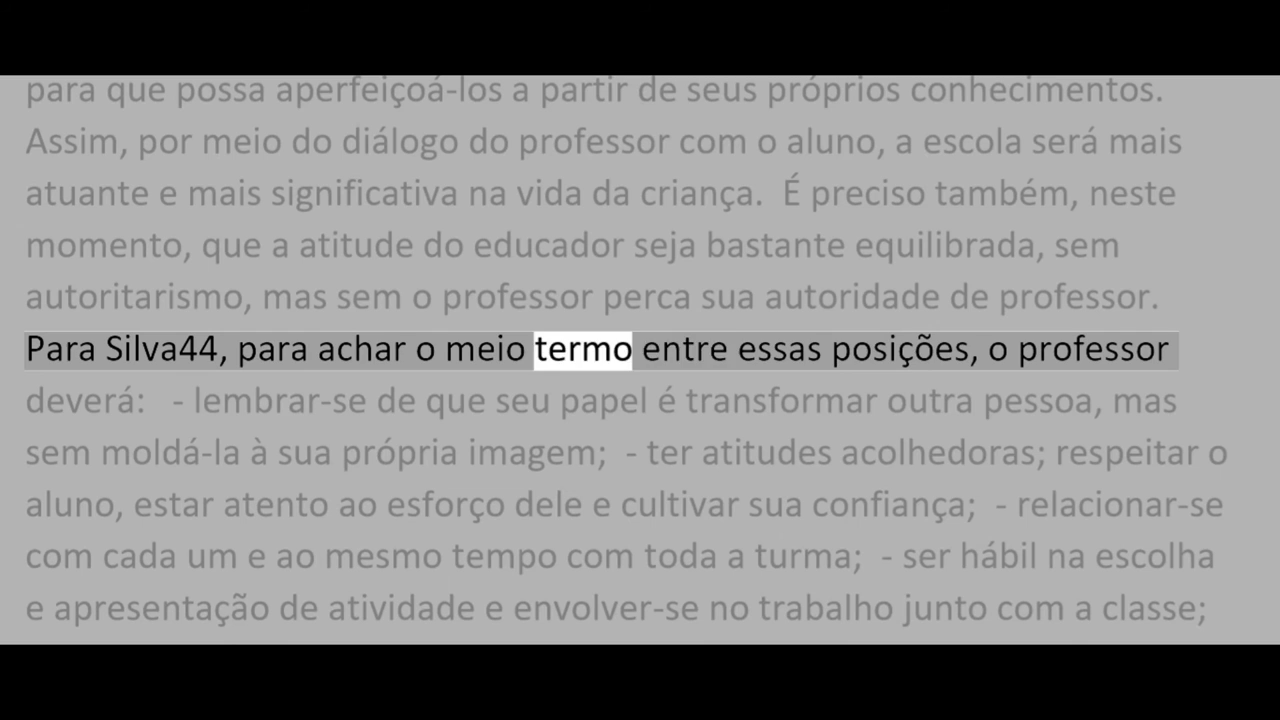 para que possa aperfeiçoá-los a partir de seus próprios conhecimentos.
Assim, por meio do diálogo do professor com o aluno, a escola será mais
atuante e mais significativa na vida da criança.  É preciso também, neste
momento, que a atitude do educador seja bastante equilibrada, sem
autoritarismo, mas sem o professor perca sua autoridade de professor.
Para Silva44, para achar o meio termo entre essas posições, o professor
deverá:   - lembrar-se de que seu papel é transformar outra pessoa, mas
sem moldá-la à sua própria imagem;  - ter atitudes acolhedoras; respeitar o
aluno, estar atento ao esforço dele e cultivar sua confiança;  - relacionar-se
com cada um e ao mesmo tempo com toda a turma;  - ser hábil na escolha
e apresentação de atividade e envolver-se no trabalho junto com a classe;